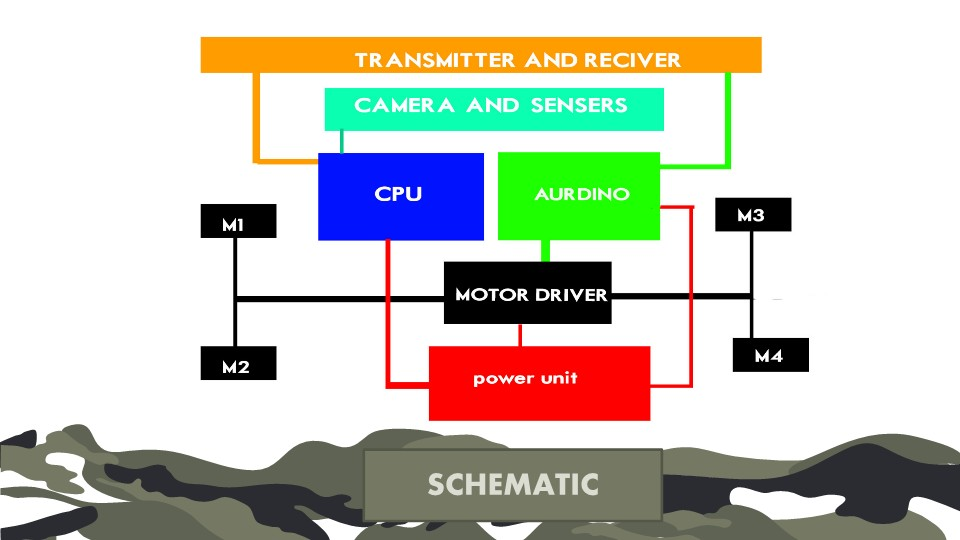 TRANSMITTER AND RECIVER
CAMERA AND SENSERS
CPU
AURDINO
M1
M3
MOTOR DRIVER
M2
M4
power unit
SCHEMATIC